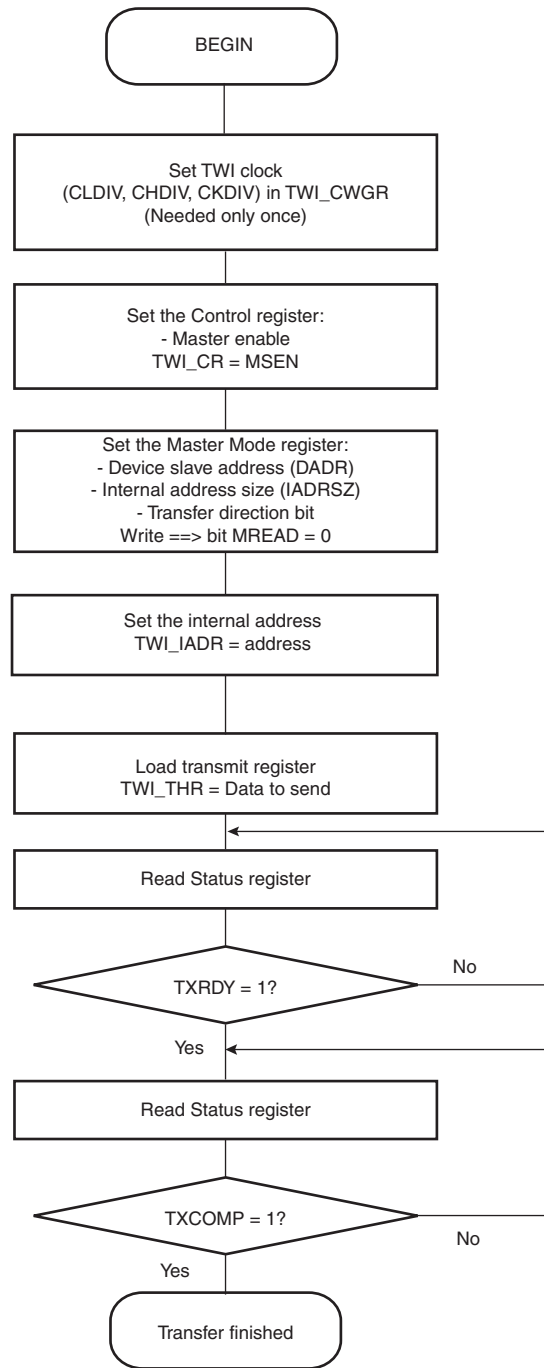 BEGIN
Set TWI clock
(CLDIV, CHDIV, CKDIV) in TWI_CWGR
(Needed only once)
Set the Control register:
- Master enable
TWI_CR = MSEN
Set the Master Mode register:
- Device slave address (DADR)
- Internal address size (IADRSZ)
- Transfer direction bit
Write ==> bit MREAD = 0
Set the internal address
TWI_IADR = address
Load transmit register
TWI_THR = Data to send
Read Status register
TXRDY = 1?
No
Yes
Read Status register
TXCOMP = 1?
No
Yes
Transfer finished